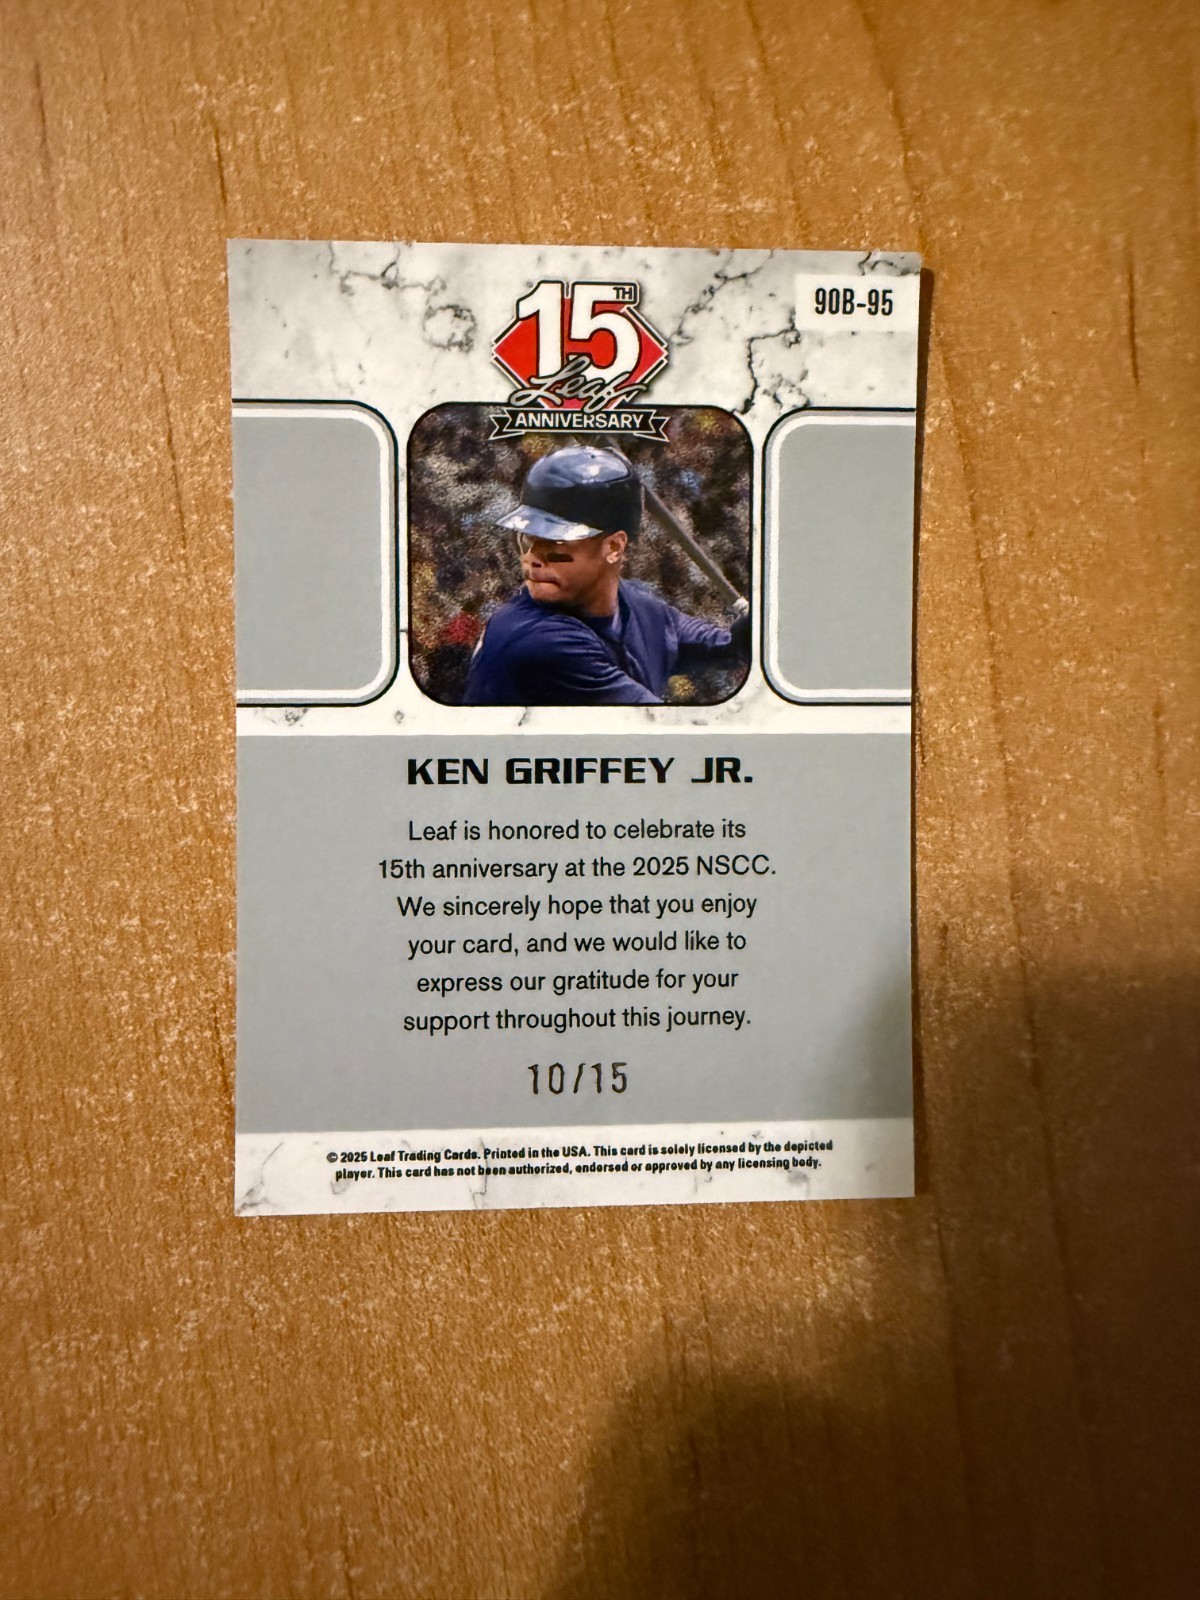 90B-95
15TH
Leaf
ANNIVERSARY
KEN GRIFFEY JR.
Leaf is honored to celebrate its
15th anniversary at the 2025 NSCC.
We sincerely hope that you enjoy
your card, and we would like to
express our gratitude for your
support throughout this journey.
10/15
© 2025 Leaf Trading Cards. Printed in the USA. This card is solely licensed by the depicted
player. This card has not been authorized, endorsed or approved by any licensing body.